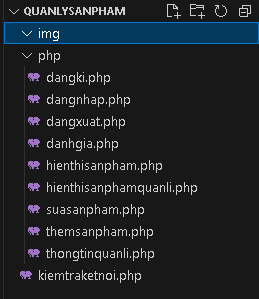 QUANLYSANPHAM
img
php
dangki.php
dangnhap.php
dangxuat.php
danhgia.php
hienthisanpham.php
hienthisanphamquanli.php
suasanpham.php
themsanpham.php
thongtinquanli.php
kiemtraketnoi.php